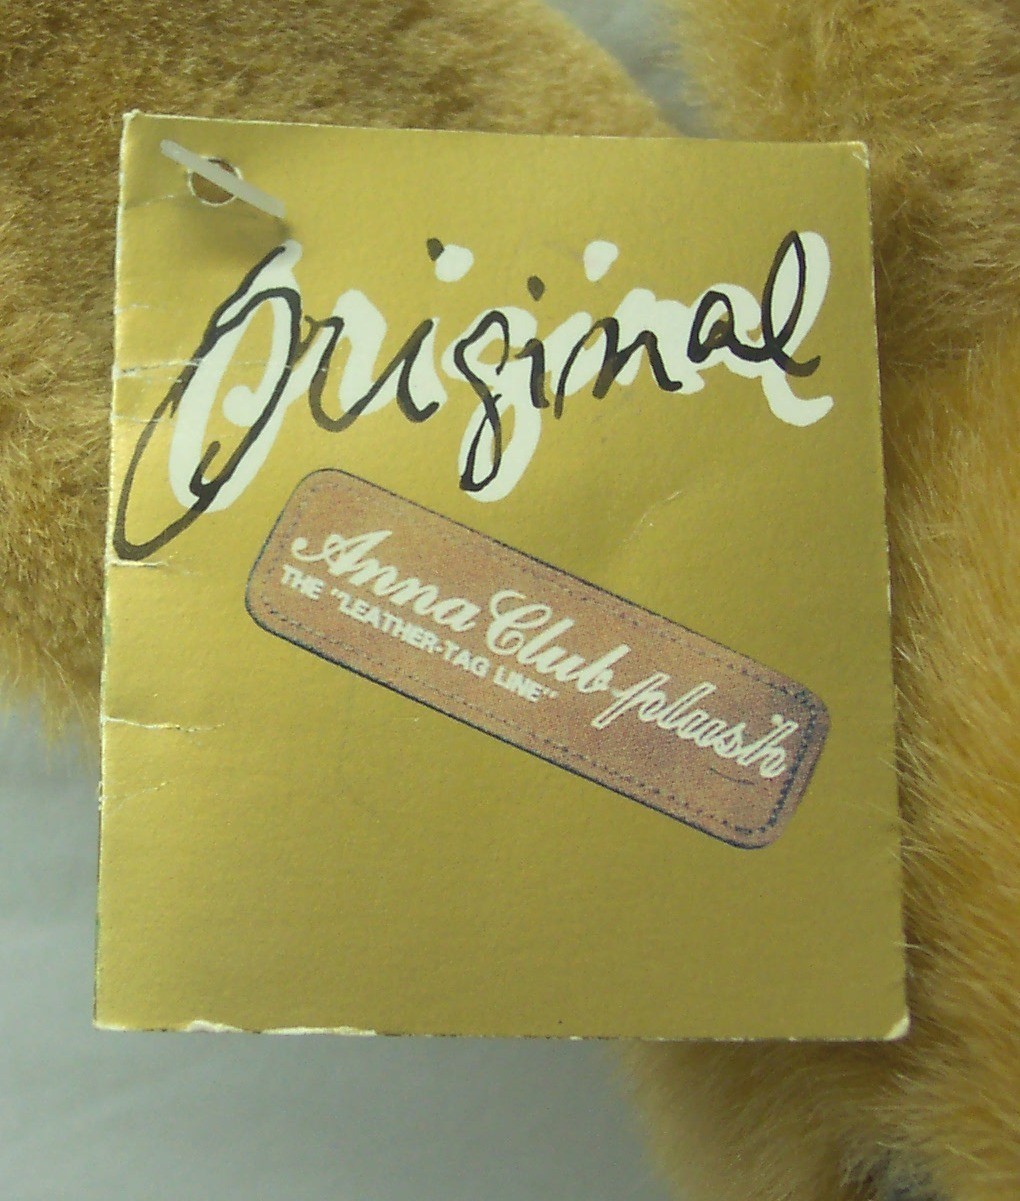 Original
Anna Club plush
THE "LEATHER-TAG LINE"